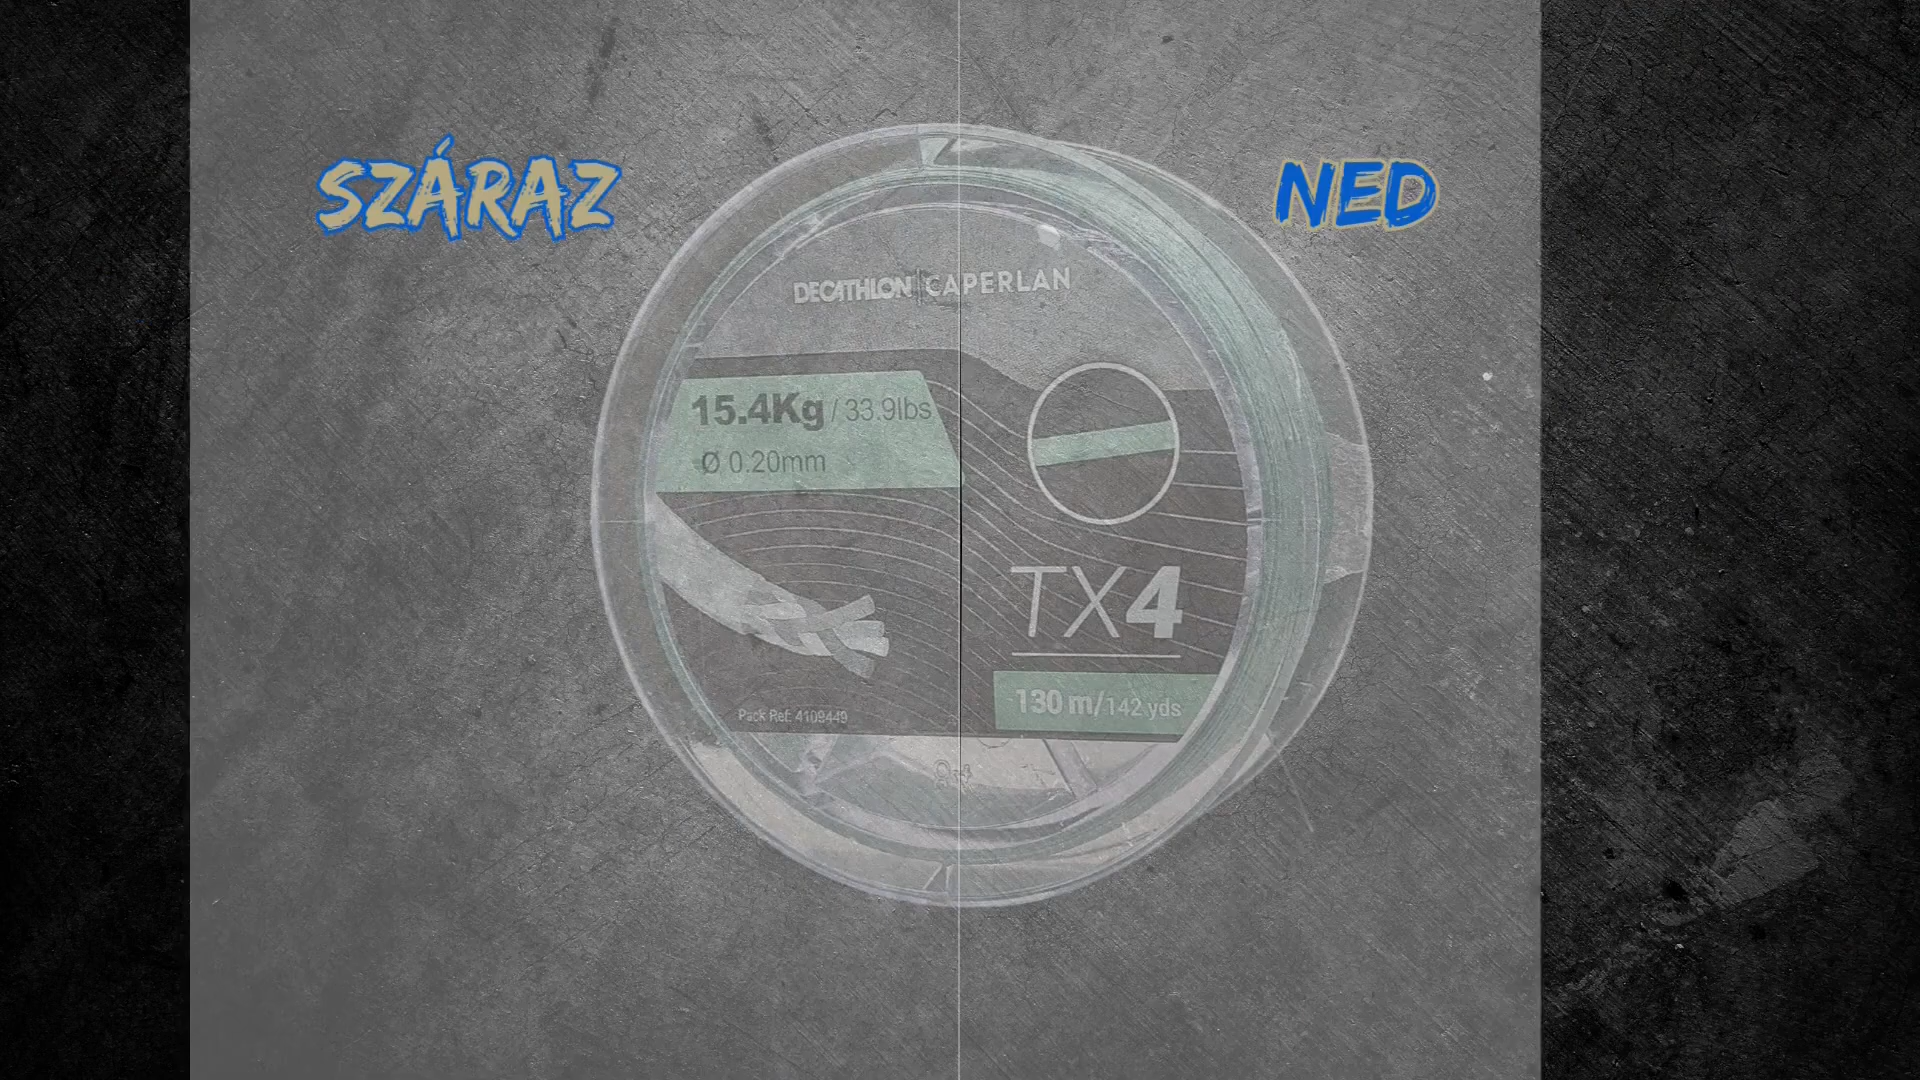 SZÁRAZ
NED
DECATHLON | CAPERLAN
15.4Kg / 33.9lbs
Ø 0.20mm
TX4
130 m/142 yds
Pack Ref: 4109449